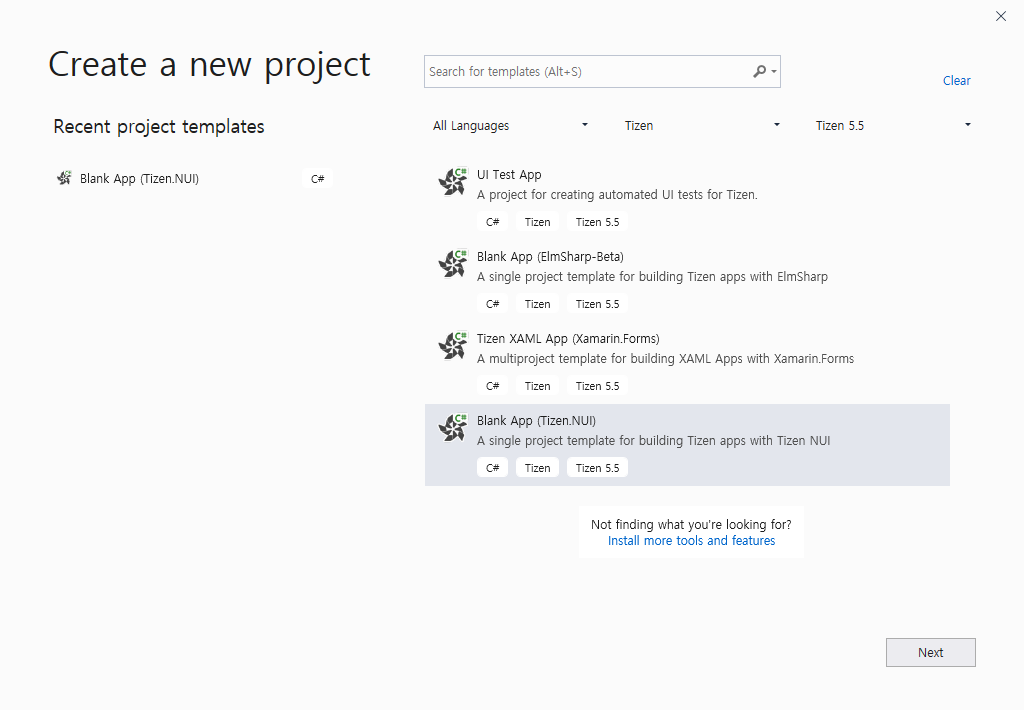 Create a new project
Search for templates (Alt+S)
Clear
Recent project templates
All Languages
Tizen
Tizen 5.5
Blank App (Tizen.NUI)
C#
C#
UI Test App
A project for creating automated UI tests for Tizen.
C# Tizen Tizen 5.5
C#
Blank App (ElmSharp-Beta)
A single project template for building Tizen apps with ElmSharp
C# Tizen Tizen 5.5
C#
Tizen XAML App (Xamarin.Forms)
A multiproject template for building XAML Apps with Xamarin.Forms
C# Tizen Tizen 5.5
C#
Blank App (Tizen.NUI)
A single project template for building Tizen apps with Tizen NUI
C# Tizen Tizen 5.5
Not finding what you're looking for?
Install more tools and features
Next